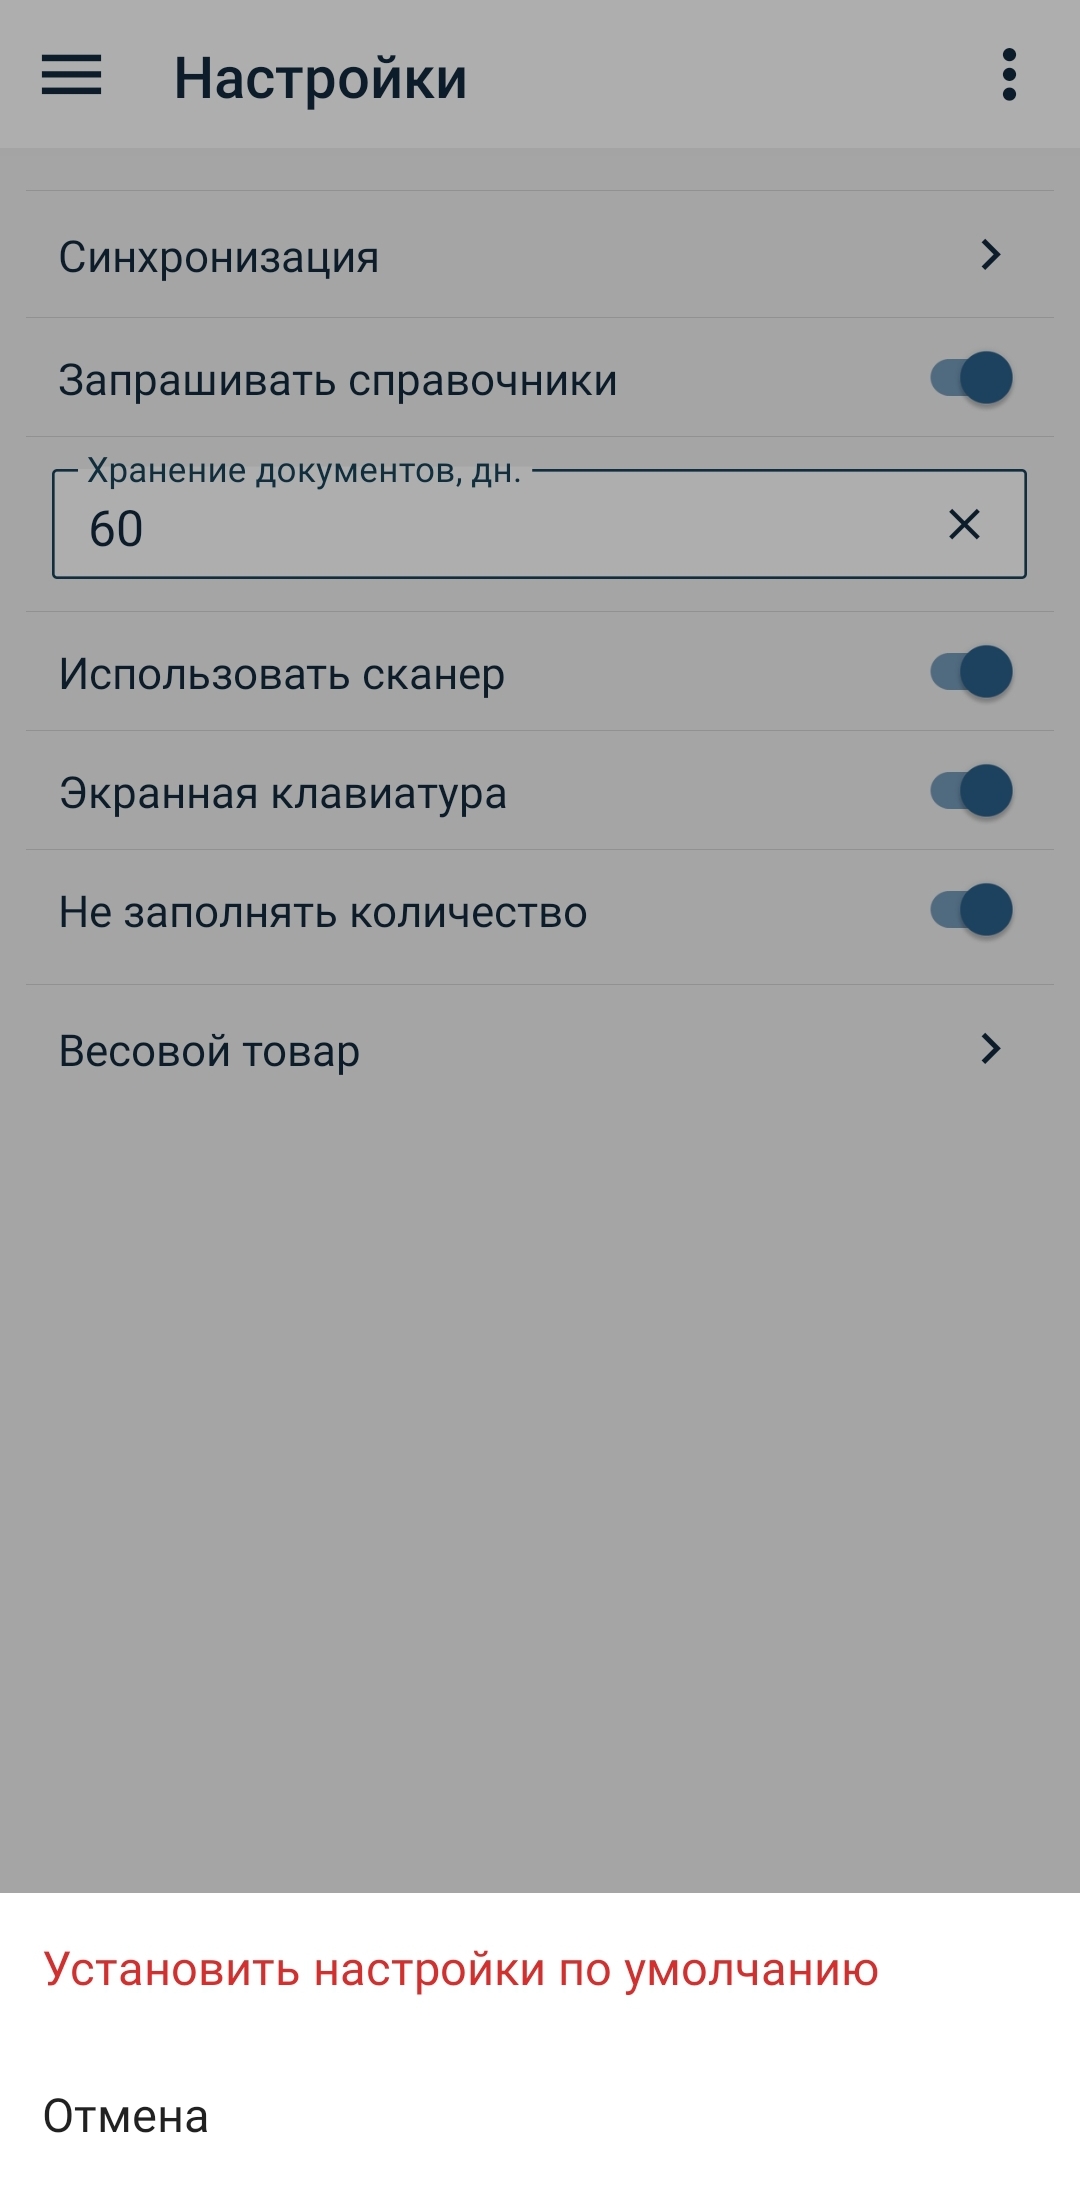 Настройки
Синхронизация
Запрашивать справочники
Хранение документов, дн.
60
Использовать сканер
Экранная клавиатура
Не заполнять количество
Весовой товар
Установить настройки по умолчанию
Отмена